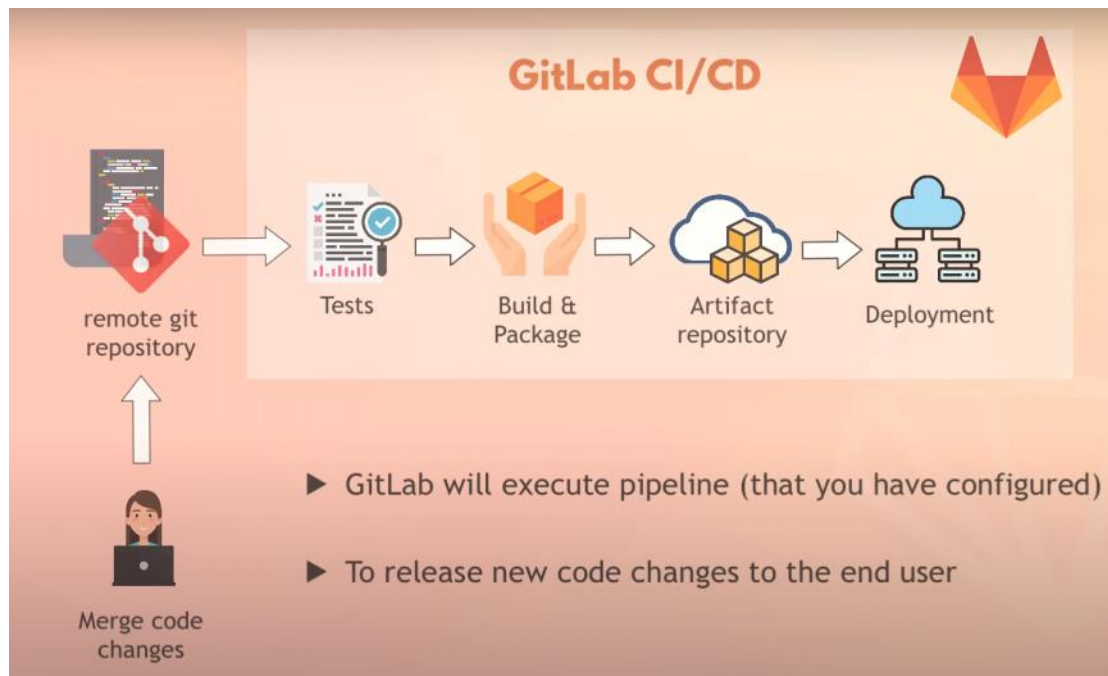 GitLab CI/CD
remote git
repository
Tests
Build &
Package
Artifact
repository
Deployment
Merge code
changes
► GitLab will execute pipeline (that you have configured)
► To release new code changes to the end user